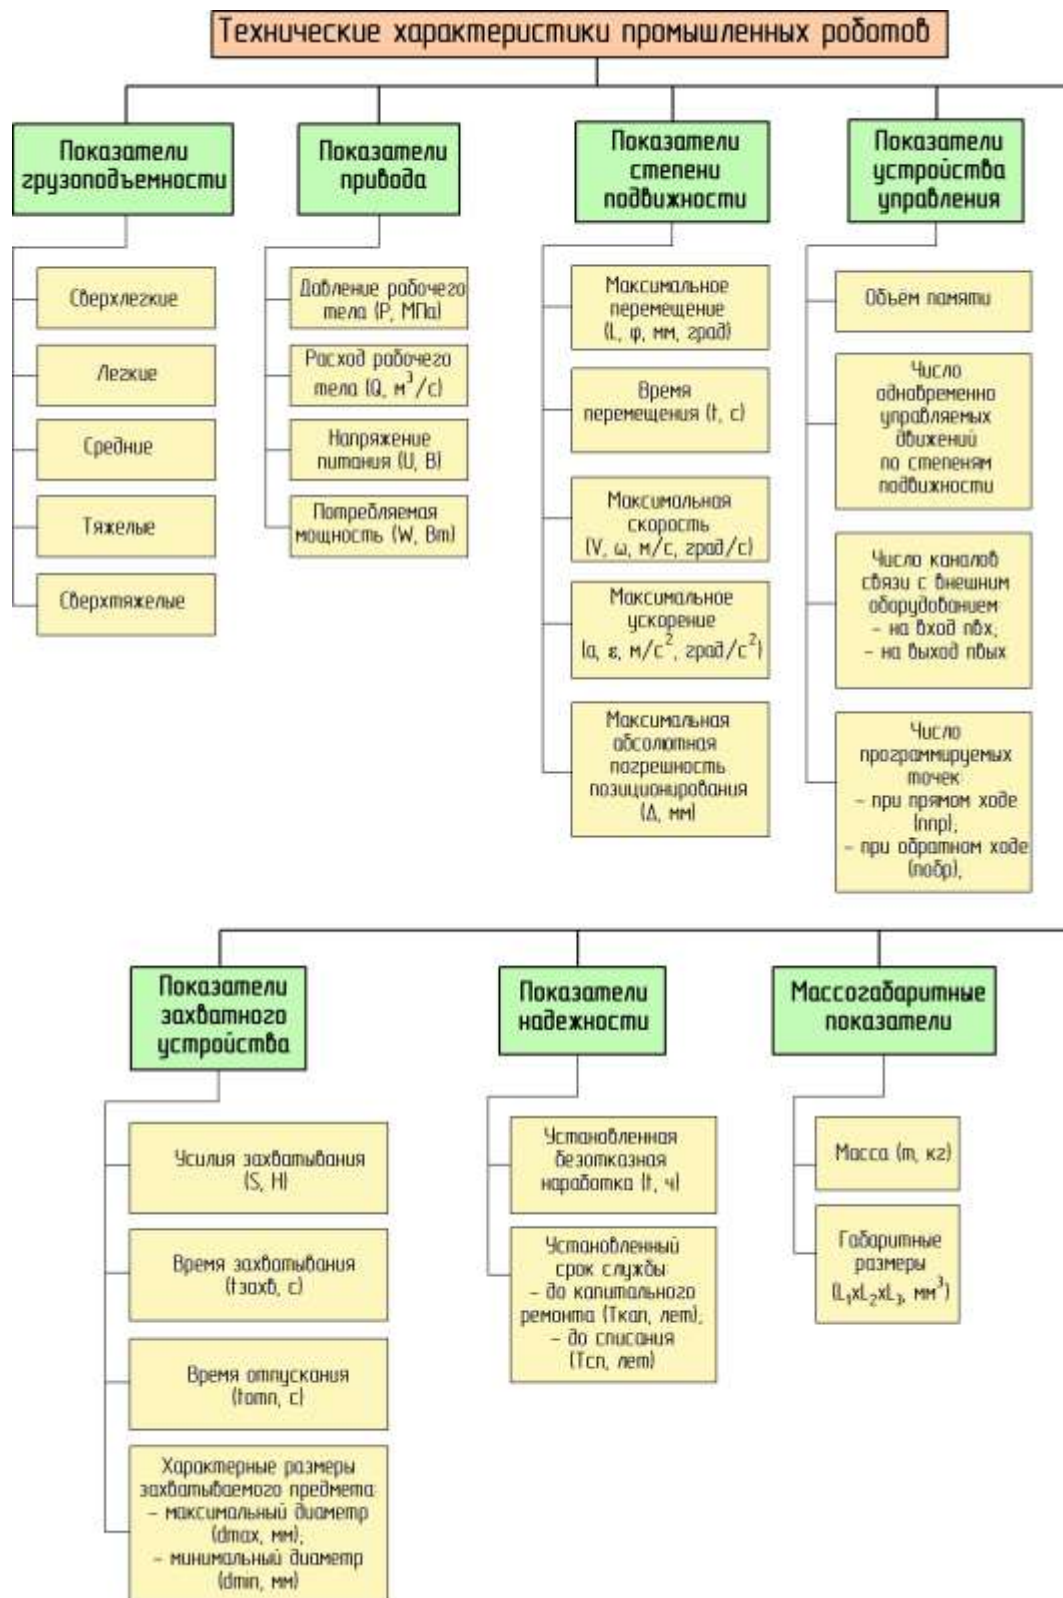 Технические характеристики промышленных роботов
Показатели
грузоподъемности
Сверхлегкие
Легкие
Средние
Тяжелые
Сверхтяжелые
Показатели
привода
Давление рабочего
тела (P, МПа)
Расход рабочего
тела (Q, м³/с)
Напряжение
питания (U, В)
Потребляемая
мощность (W, Вт)
Показатели
степени
подвижности
Максимальное
перемещение
(L, φ, мм, град)
Время
перемещения (t, с)
Максимальная
скорость
(V, ω, м/с, град/с)
Максимальное
ускорение
(a, ε, м/с², град/с²)
Максимальная
абсолютная
погрешность
позиционирования
(Δ, мм)
Показатели
устройства
управления
Объём памяти
Число
одновременно
управляемых
движений
по степеням
подвижности
Число каналов
связи с внешним
оборудованием:
- на вход nвх,
- на выход nвых
Число
программируемых
точек
- при прямом ходе
(nпр),
- при обратном ходе
(nобр),
Показатели
захватного
устройства
Усилия захватывания
(S, Н)
Время захватывания
(tзахв, с)
Время отпускания
(tотп, с)
Характерные размеры
захватываемого предмета:
- максимальный диаметр
(dmax, мм),
- минимальный диаметр
(dmin, мм)
Показатели
надежности
Установленная
безотказная
наработка (t, ч)
Установленный
срок службы
- до капитального
ремонта (Ткап, лет),
- до списания
(Тсп, лет)
Массогабаритные
показатели
Масса (m, кг)
Габаритные
размеры
(L₁xL₂xL₃, мм³)